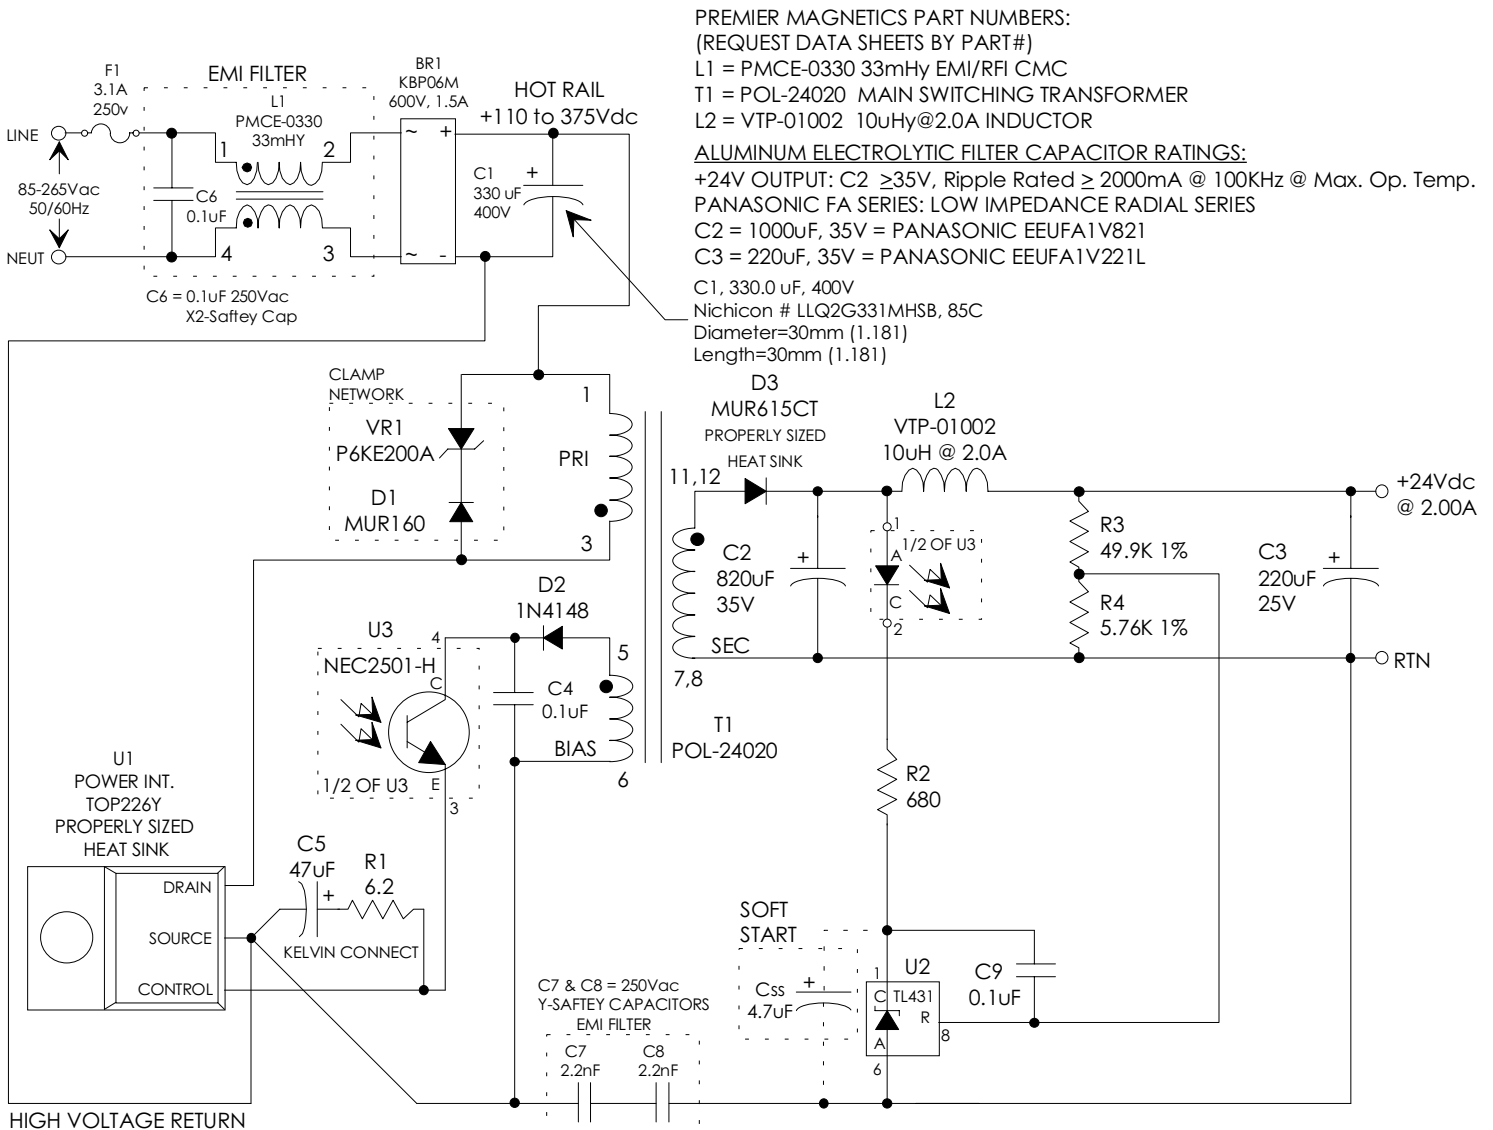 PREMIER MAGNETICS PART NUMBERS:
(REQUEST DATA SHEETS BY PART#)
L1 = PMCE-0330 33mHy EMI/RFI CMC
T1 = POL-24020 MAIN SWITCHING TRANSFORMER
L2 = VTP-01002 10uHy@2.0A INDUCTOR
ALUMINUM ELECTROLYTIC FILTER CAPACITOR RATINGS:
+24V OUTPUT: C2 ≥35V, Ripple Rated ≥ 2000mA @ 100KHz @ Max. Op. Temp.
PANASONIC FA SERIES: LOW IMPEDANCE RADIAL SERIES
C2 = 1000uF, 35V = PANASONIC EEUFA1V821
C3 = 220uF, 35V = PANASONIC EEUFA1V221L
C1, 330.0 uF, 400V
Nichicon # LLQ2G331MHSB, 85C
Diameter=30mm (1.181)
Length=30mm (1.181)
F1
3.1A
250v
EMI FILTER
L1
PMCE-0330
33mHY
BR1
KBP06M
600V, 1.5A
HOT RAIL
+110 to 375Vdc
LINE
1
2
~
+
85-265Vac
50/60Hz
C6
0.1uF
C1
330 uF
400V
+
NEUT
4
3
~
-
C6 = 0.1uF 250Vac
X2-Saftey Cap
CLAMP
NETWORK
VR1
P6KE200A
D1
MUR160
1
PRI
3
D3
MUR615CT
PROPERLY SIZED
HEAT SINK
11,12
L2
VTP-01002
10uH @ 2.0A
+24Vdc
@ 2.00A
1
1/2 OF U3
A
C
2
C2
820uF
35V
+
R3
49.9K 1%
R4
5.76K 1%
C3
220uF
25V
+
SEC
7,8
RTN
D2
1N4148
U3
NEC2501-H
4
C
E
3
1/2 OF U3
C4
0.1uF
5
BIAS
6
T1
POL-24020
R2
680
U1
POWER INT.
TOP226Y
PROPERLY SIZED
HEAT SINK
DRAIN
SOURCE
CONTROL
C5
47uF
+
R1
6.2
KELVIN CONNECT
SOFT
START
Css
4.7uF
+
1
U2
C TL431
R
A
8
6
C9
0.1uF
C7 & C8 = 250Vac
Y-SAFTEY CAPACITORS
EMI FILTER
C7
2.2nF
C8
2.2nF
HIGH VOLTAGE RETURN